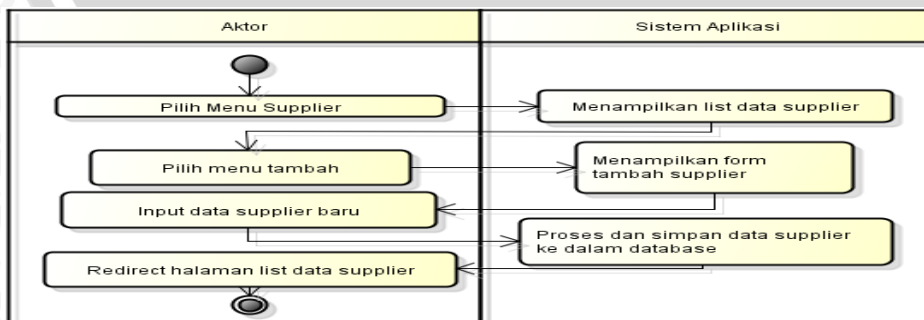 Aktor
Sistem Aplikasi
Pilih Menu Supplier
Menampilkan list data supplier
Pilih menu tambah
Menampilkan form
tambah supplier
Input data supplier baru
Proses dan simpan data supplier
ke dalam database
Redirect halaman list data supplier